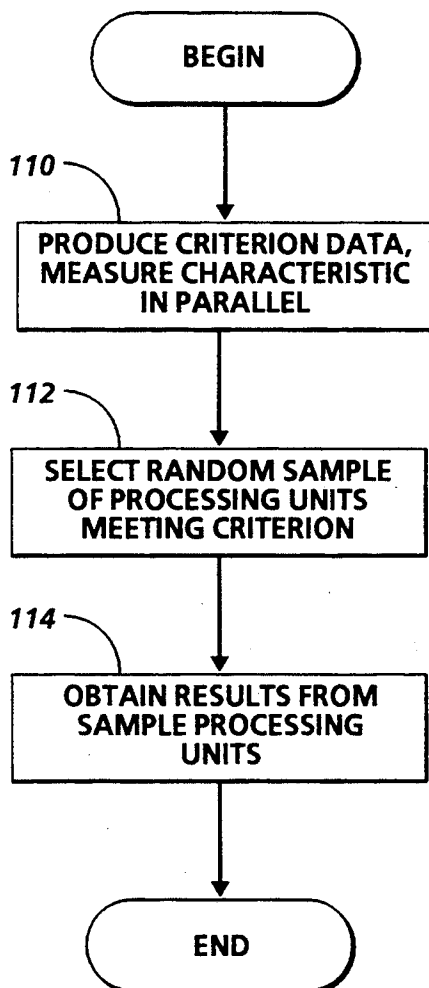 BEGIN
110
PRODUCE CRITERION DATA,
MEASURE CHARACTERISTIC
IN PARALLEL
112
SELECT RANDOM SAMPLE
OF PROCESSING UNITS
MEETING CRITERION
114
OBTAIN RESULTS FROM
SAMPLE PROCESSING
UNITS
END